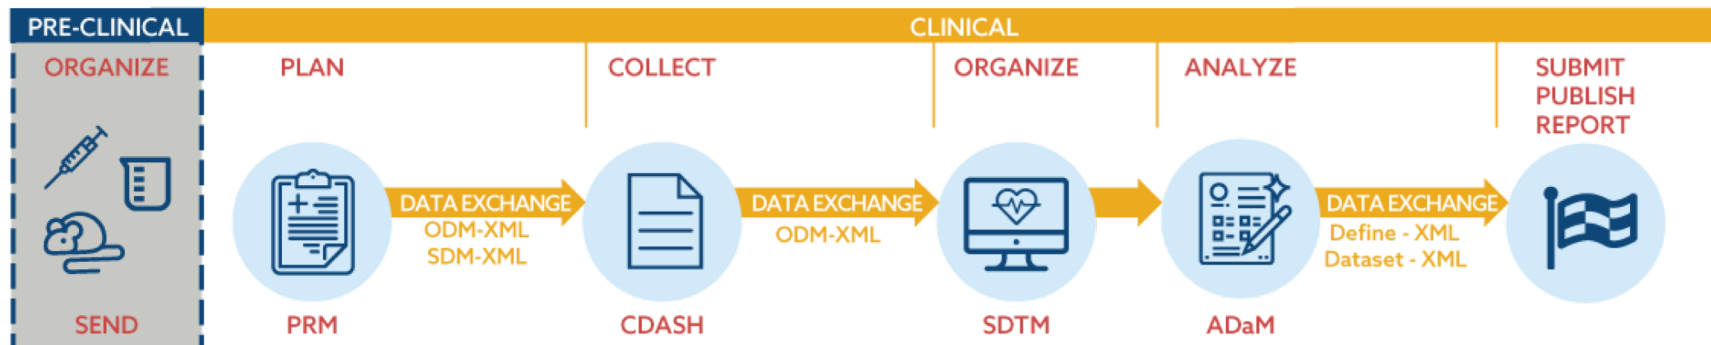 PRE-CLINICAL
CLINICAL
ORGANIZE
PLAN
COLLECT
ORGANIZE
ANALYZE
SUBMIT
PUBLISH
REPORT
DATA EXCHANGE
ODM-XML
SDM-XML
DATA EXCHANGE
ODM-XML
DATA EXCHANGE
Define - XML
Dataset - XML
SEND
PRM
CDASH
SDTM
ADaM